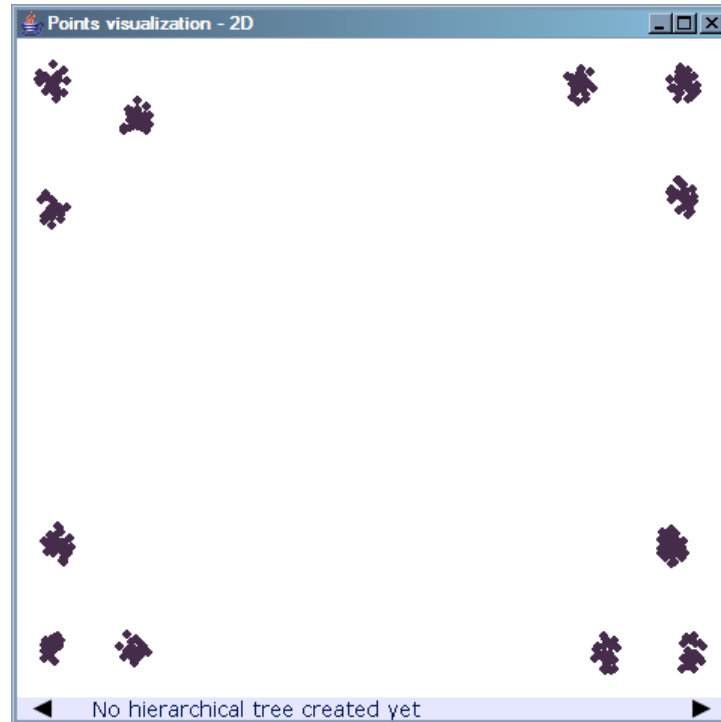 Points visualization - 2D
No hierarchical tree created yet